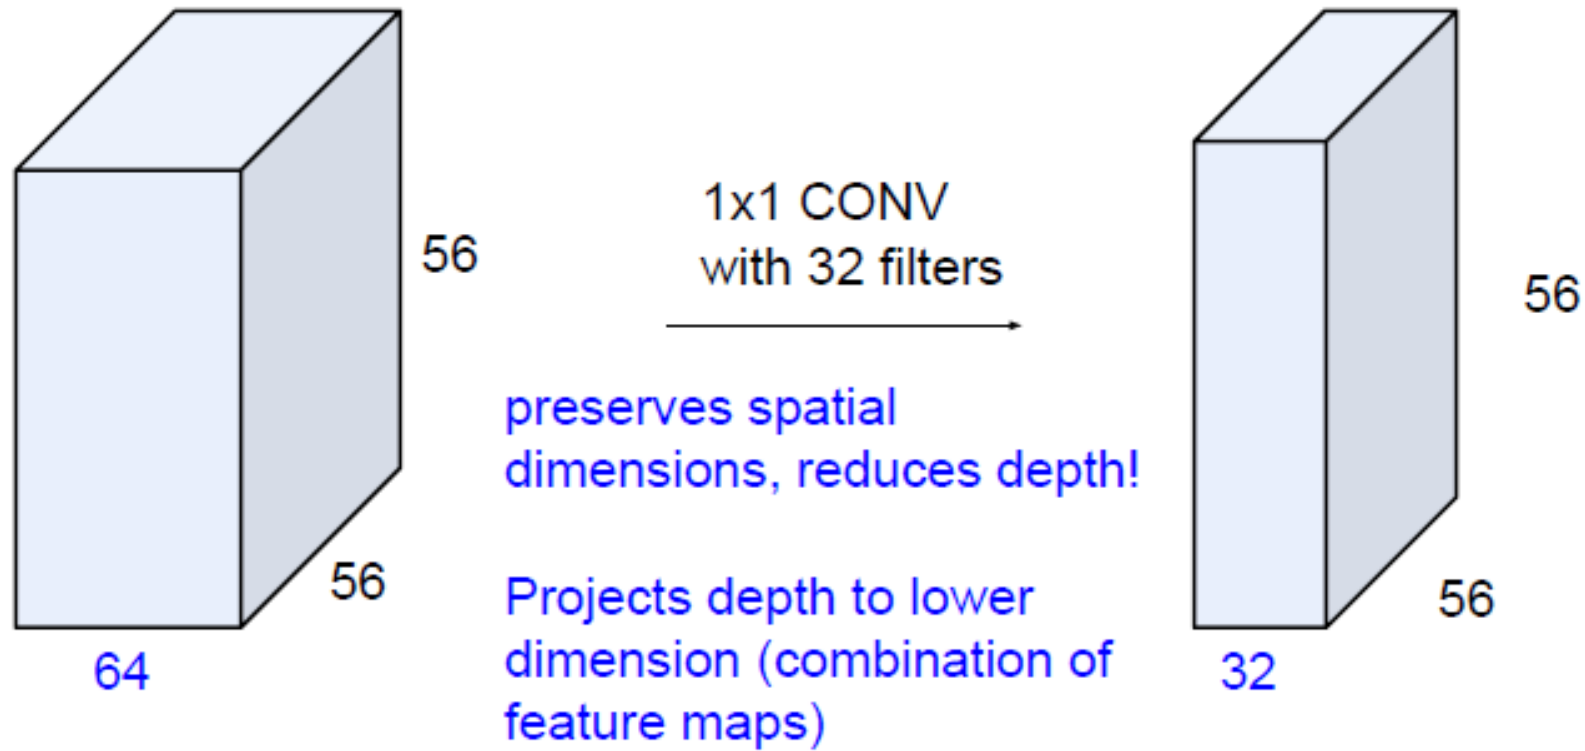 56
56
64
1x1 CONV
with 32 filters
preserves spatial
dimensions, reduces depth!
Projects depth to lower
dimension (combination of
feature maps)
56
56
32